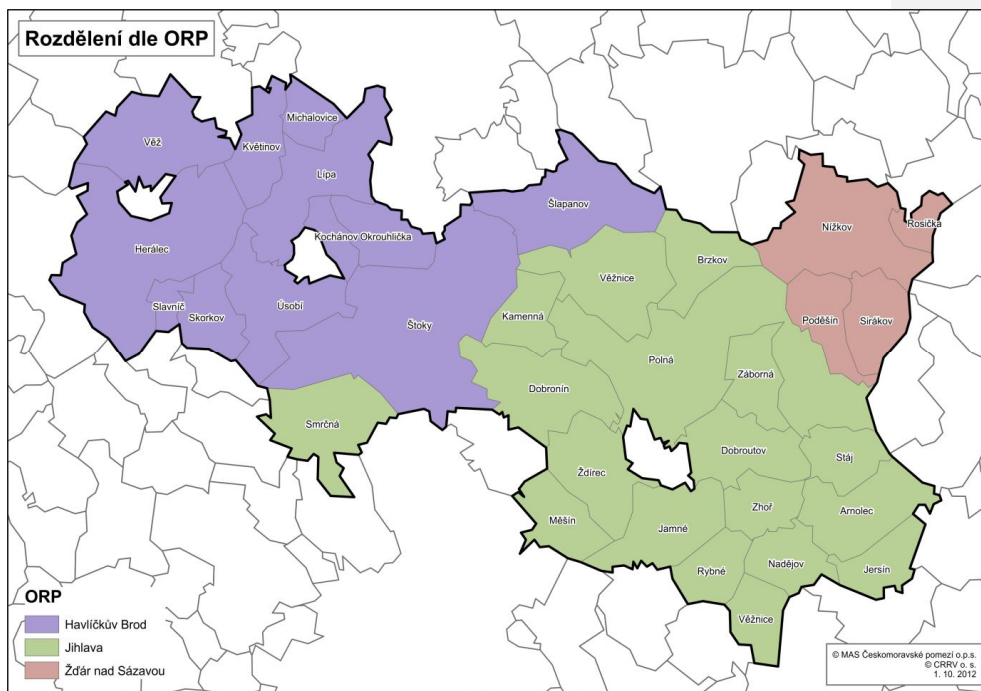 Rozdělení dle ORP
Michalovice
Věž
Květinov
Lípa
Šlapanov
Nížkov
Rosička
Kochánov Okrouhlička
Herálec
Věžnice
Brzkov
Slavníč
Skorkov
Úsobí
Štoky
Kamenná
Poděšín
Sirákov
Polná
Dobronín
Záborná
Smrčná
Dobroutov
Stáj
Ždírec
Zhoř
Arnolec
Měšín
Jamné
Rybné
Nadějov
Jersín
Věžnice
ORP
Havlíčkův Brod
Jihlava
Žďár nad Sázavou
© MAS Českomoravské pomezí o.p.s.
© CRRV o. s.
1. 10. 2012